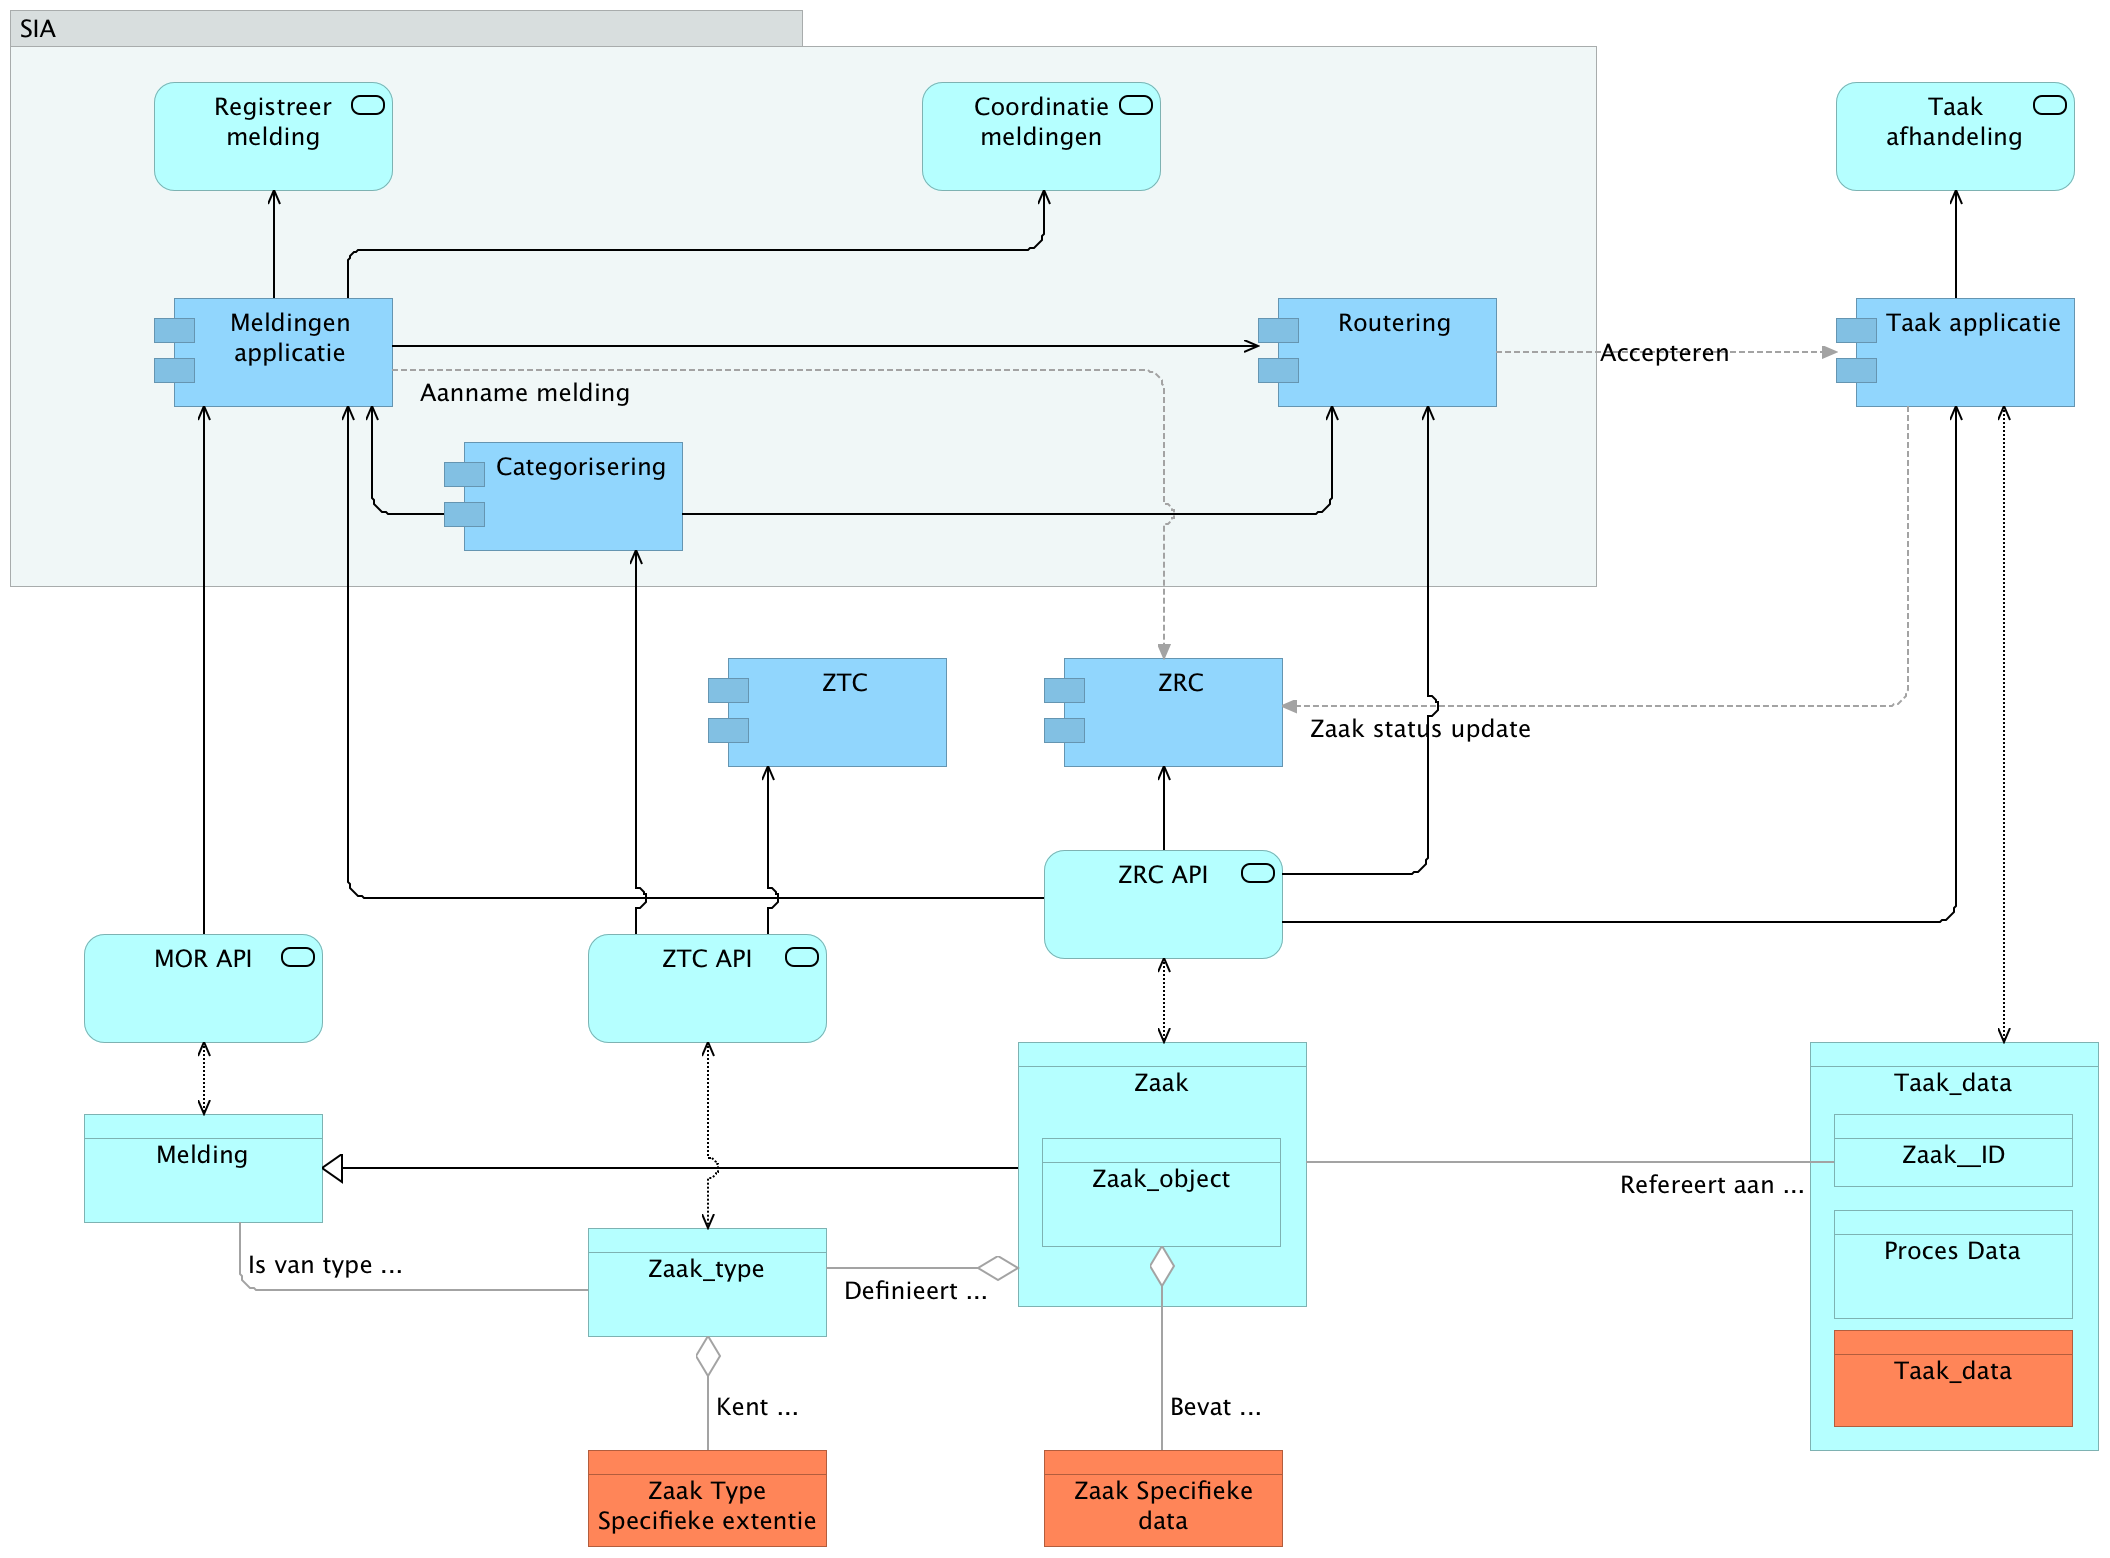 SIA
Registreer
melding
Coordinatie
meldingen
Taak
afhandeling
Meldingen
applicatie
Routering
Taak applicatie
Accepteren
Aanname melding
Categorisering
ZTC
ZRC
Zaak status update
ZRC API
MOR API
ZTC API
Zaak
Taak_data
Melding
Zaak_object
Zaak__ID
Refereert aan ...
Is van type ...
Zaak_type
Definieert ...
Proces Data
Taak_data
Kent ...
Bevat ...
Zaak Type
Specifieke extentie
Zaak Specifieke
data